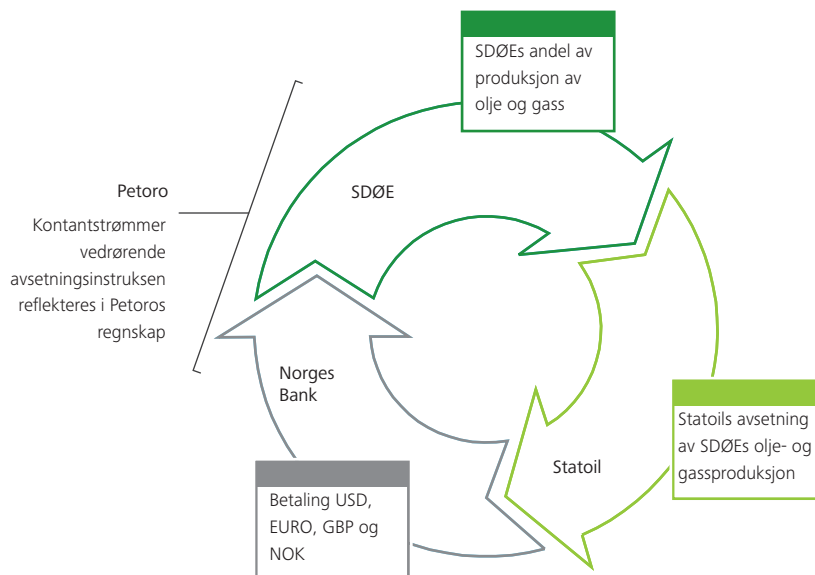 SDØEs andel av
produksjon av
olje og gass
Petoro
Kontantstrømmer
vedrørende
avsetningsinstruksen
reflekteres i Petoros
regnskap
SDØE
Norges
Bank
Statoil
Statoils avsetning
av SDØEs olje- og
gassproduksjon
Betaling USD,
EURO, GBP og
NOK